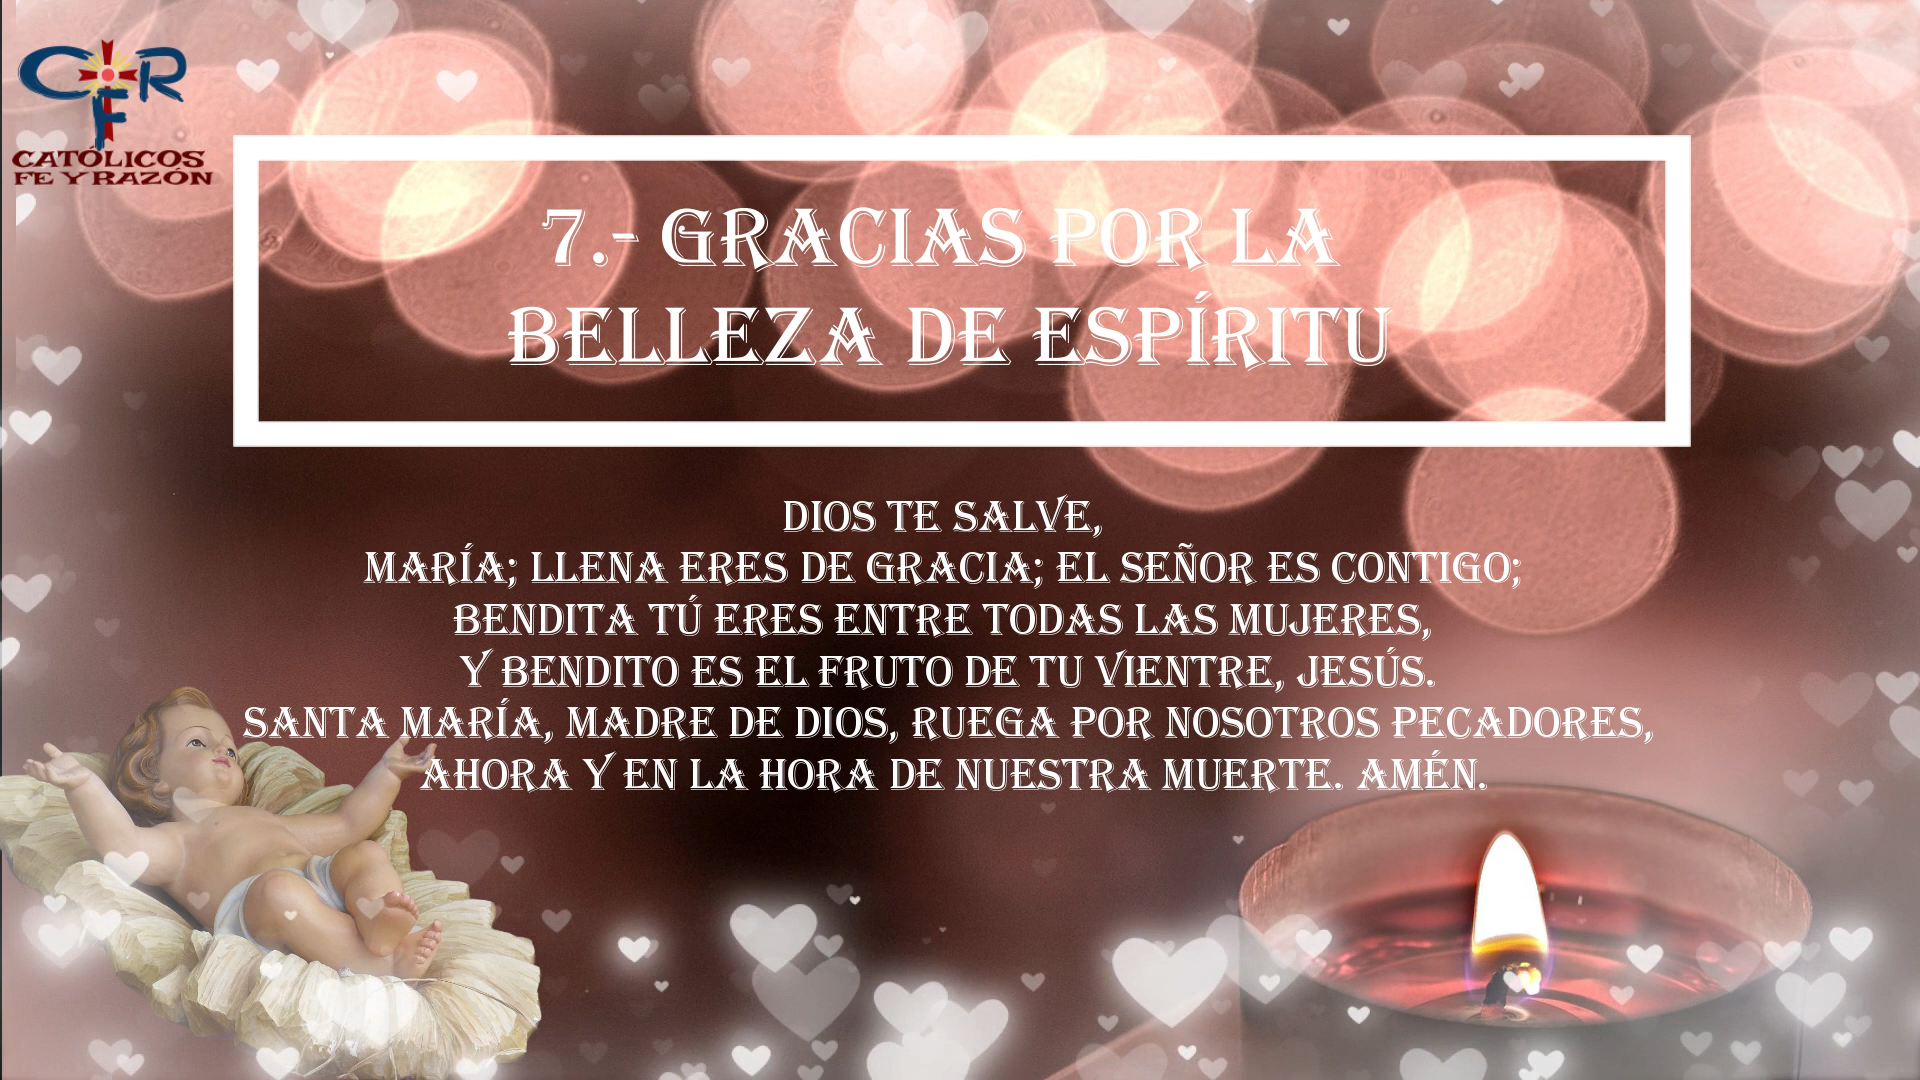 CFR
CATÓLICOS
FE Y RAZÓN
7.- GRACIAS POR LA
BELLEZA DE ESPÍRITU
DIOS TE SALVE,
MARÍA; LLENA ERES DE GRACIA; EL SEÑOR ES CONTIGO;
BENDITA TÚ ERES ENTRE TODAS LAS MUJERES,
Y BENDITO ES EL FRUTO DE TU VIENTRE, JESÚS.
SANTA MARÍA, MADRE DE DIOS, RUEGA POR NOSOTROS PECADORES,
AHORA Y EN LA HORA DE NUESTRA MUERTE. AMÉN.